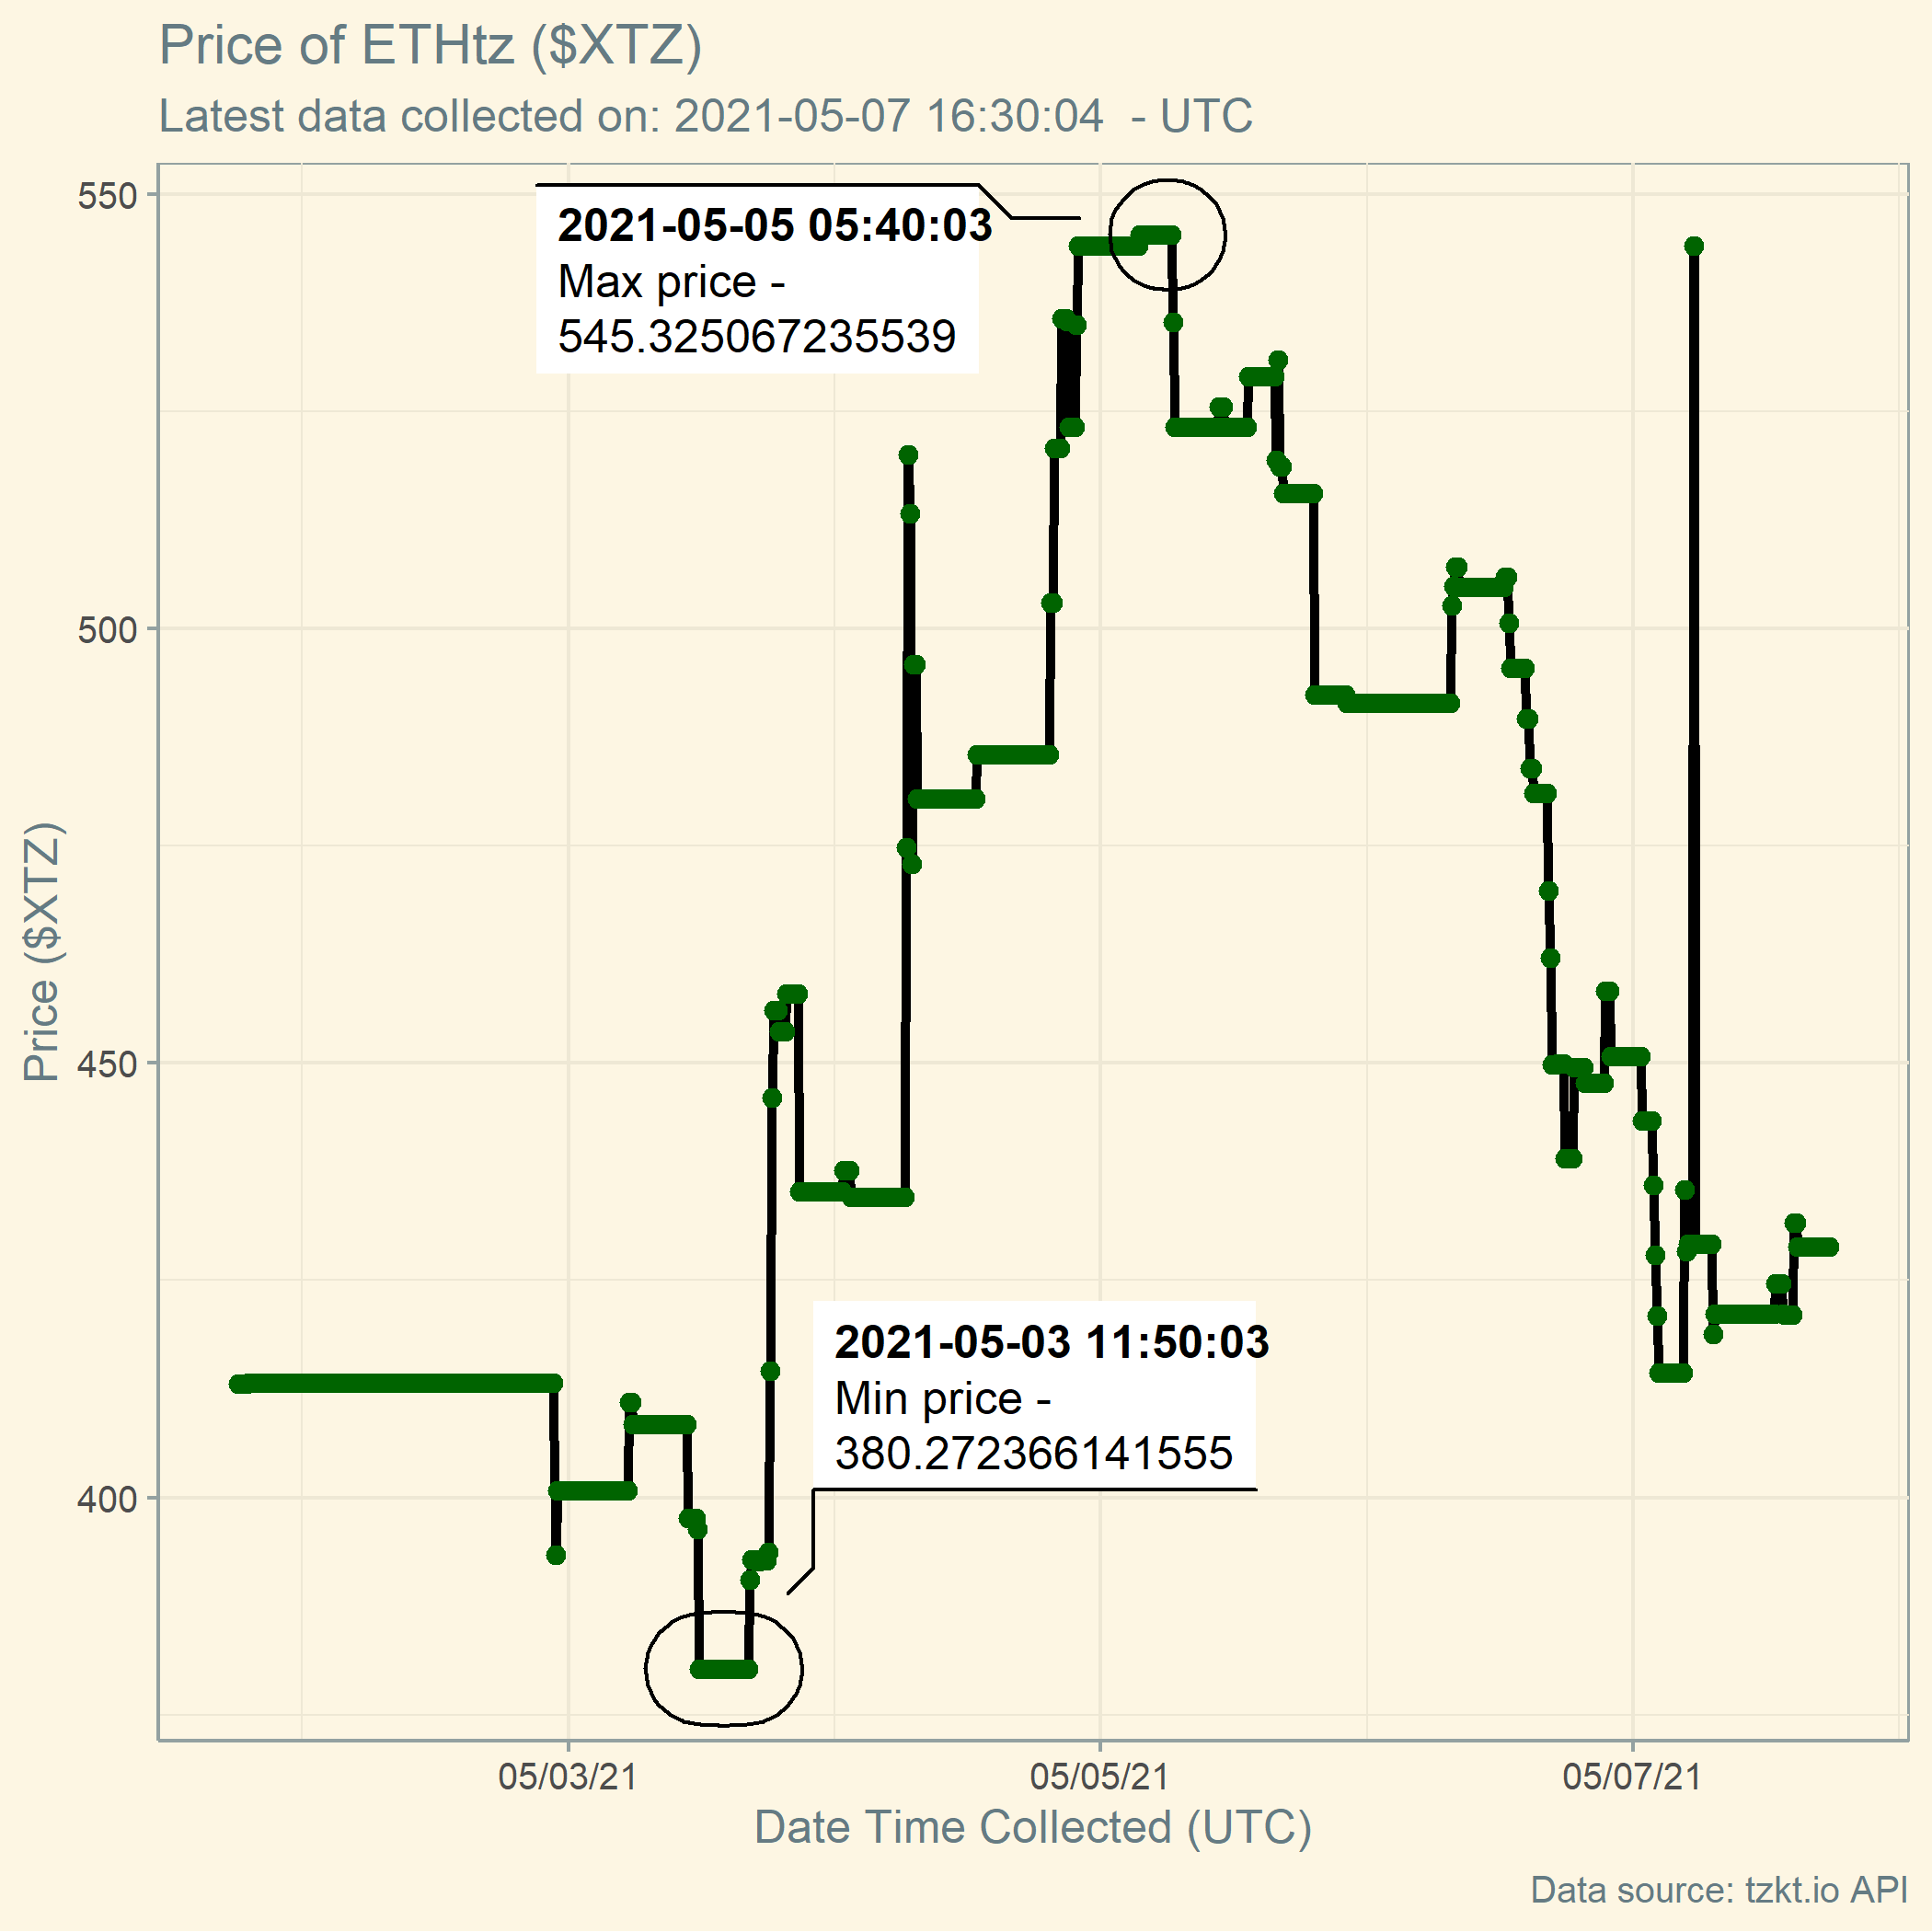 Price of ETHtz ($XTZ)
Latest data collected on: 2021-05-07 16:30:04  - UTC
550
500
450
400
Price ($XTZ)
2021-05-05 05:40:03
Max price -
545.325067235539
2021-05-03 11:50:03
Min price -
380.272366141555
05/03/21
05/05/21
05/07/21
Date Time Collected (UTC)
Data source: tzkt.io API